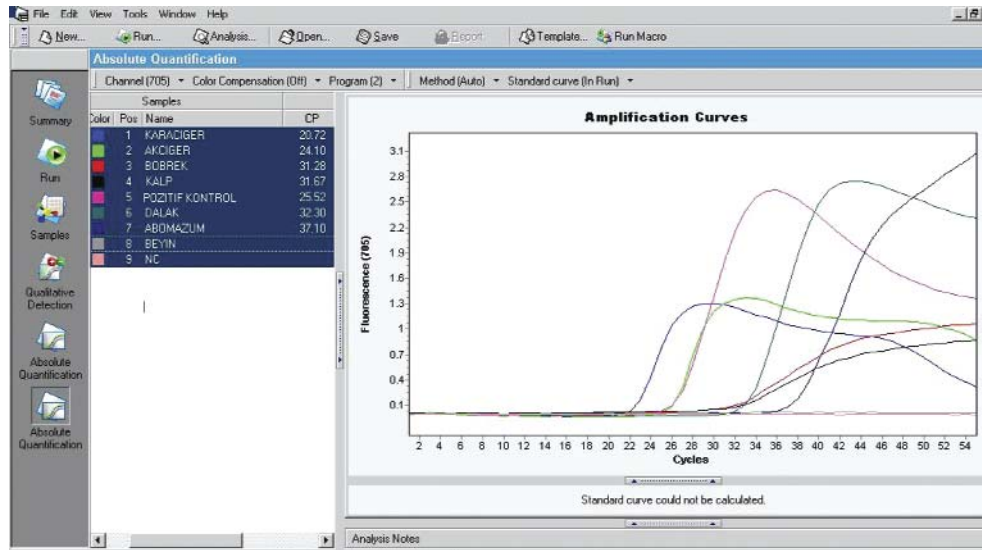 File Edit View Tools Window Help
New... Run... Analysis... Open... Save Report Template... Run Macro
Absolute Quantification
Channel (705) Color Compensation (Off) Program (2) Method (Auto) Standard curve (In Run)
Samples
Color Pos Name CP
1 KARACIGER 20.72
2 AKCIGER 24.10
3 BOBREK 31.28
4 KALP 31.67
5 POZITIF KONTROL 25.52
6 DALAK 32.30
7 ABOMAZUM 37.10
8 BEYIN
9 NC
Summary
Run
Samples
Qualitative
Detection
Absolute
Quantification
Absolute
Quantification
Amplification Curves
Fluorescence (705)
3.1
2.8
2.5
2.2
1.9
1.6
1.3
1
0.7
0.4
0.1
2 4 6 8 10 12 14 16 18 20 22 24 26 28 30 32 34 36 38 40 42 44 46 48 50 52 54
Cycles
Standard curve could not be calculated.
Analysis Notes